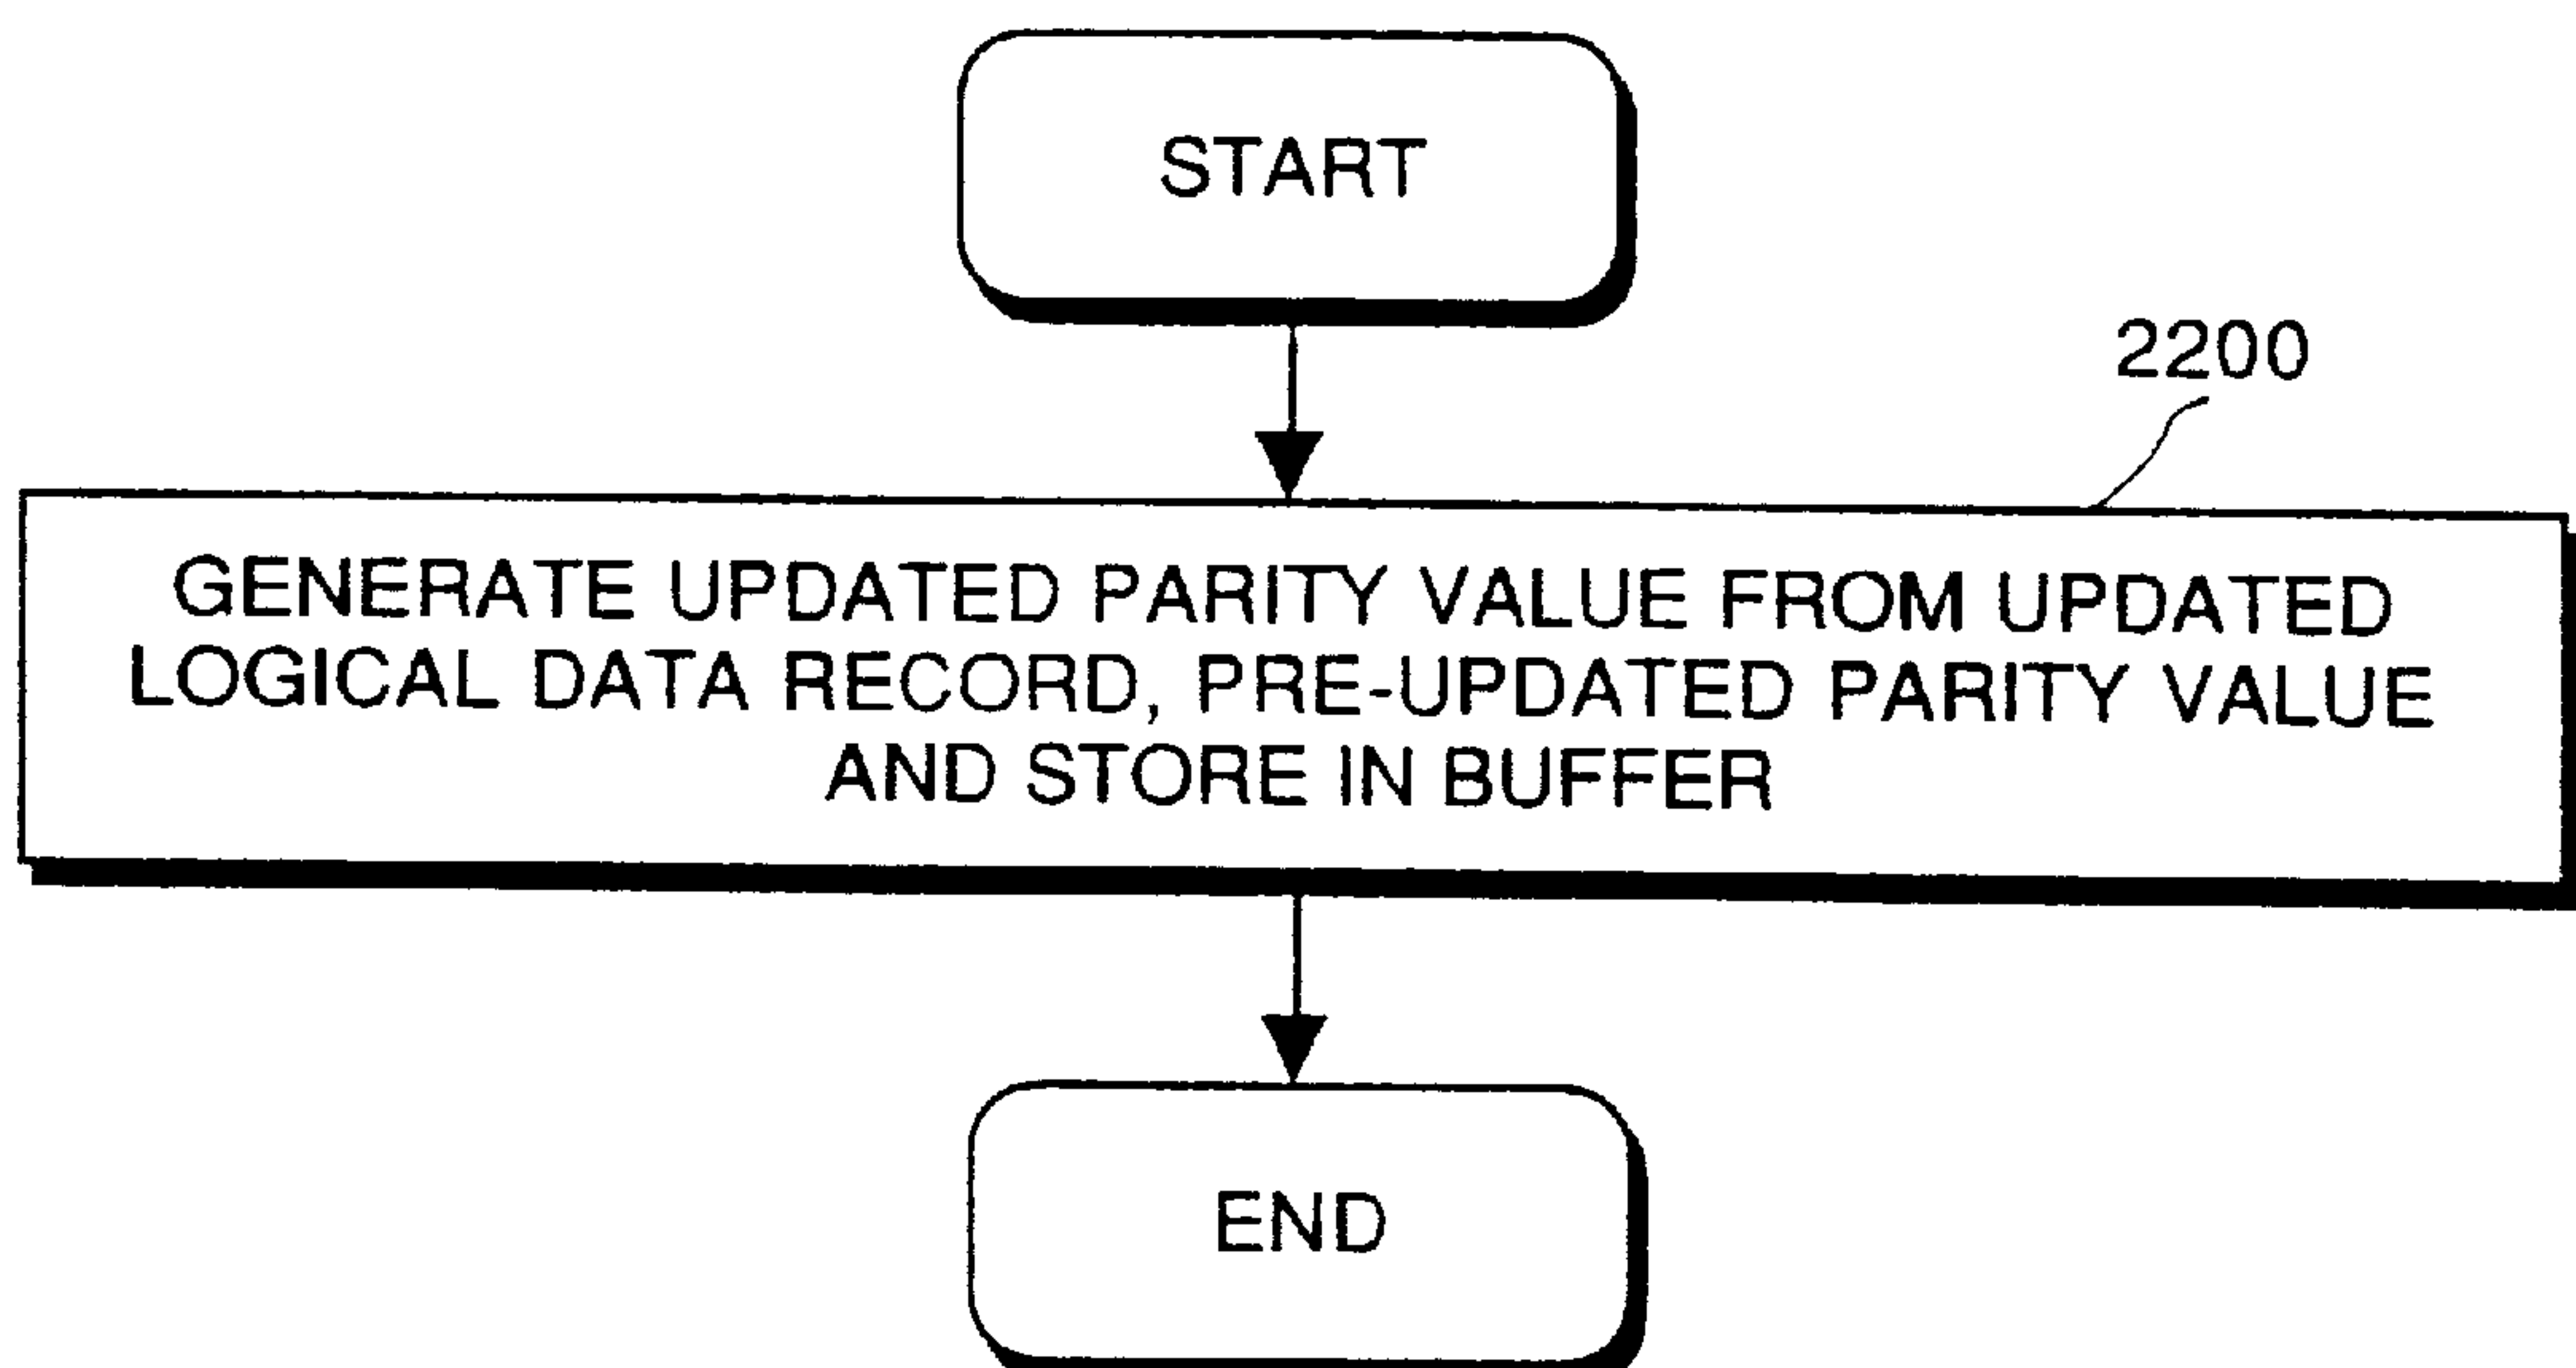 START
2200
GENERATE UPDATED PARITY VALUE FROM UPDATED
LOGICAL DATA RECORD, PRE-UPDATED PARITY VALUE
AND STORE IN BUFFER
END